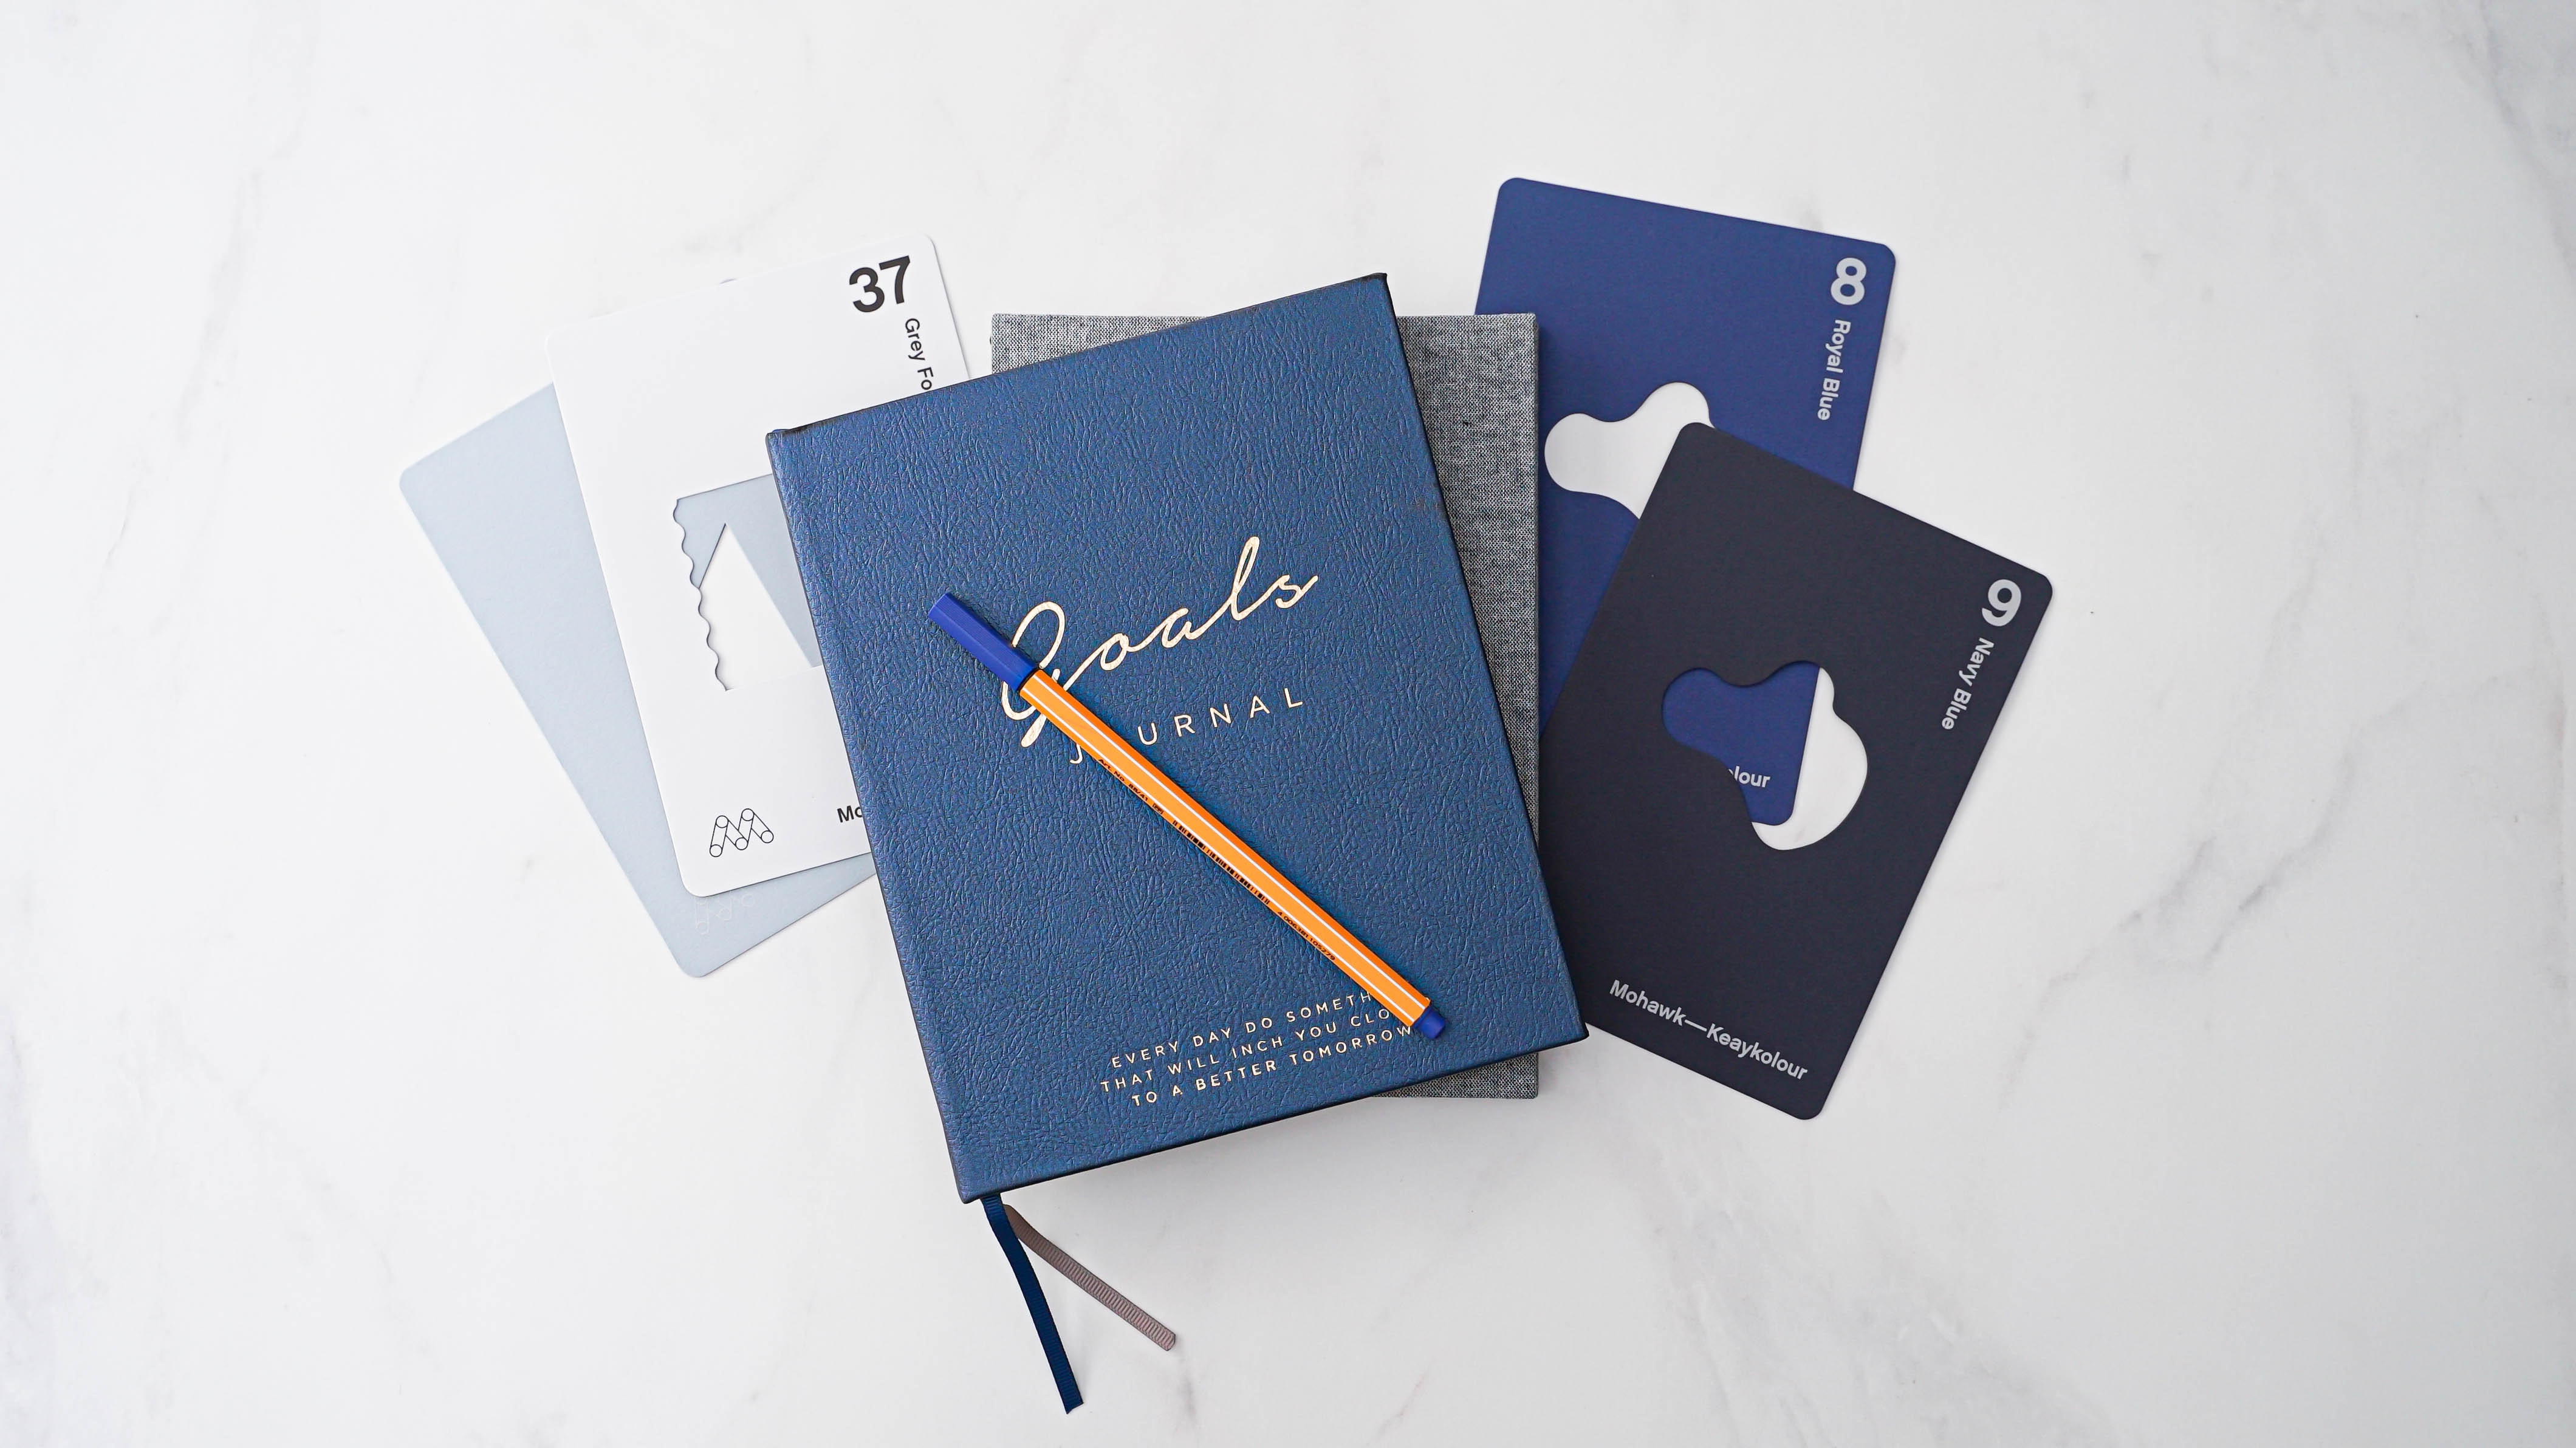 37
Grey Fo
Mo
Goals
JOURNAL
EVERY DAY DO SOMETH
THAT WILL INCH YOU CLO
TO A BETTER TOMORROW
8
Royal Blue
9
Navy Blue
lour
Mohawk—Keaykolour